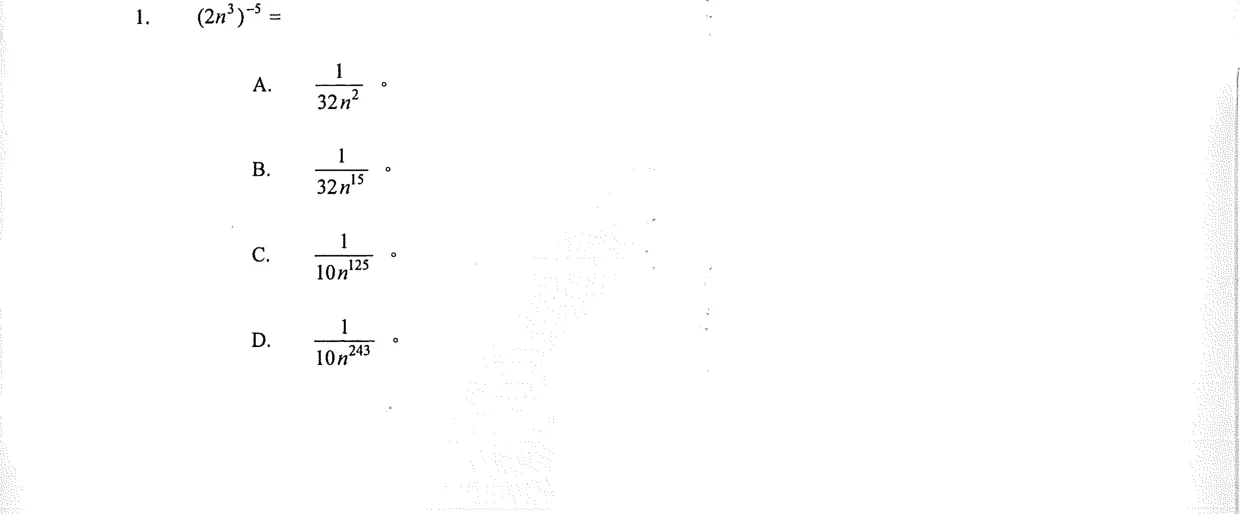 1. (2n³)⁻⁵ =
A. 1/(32n²) 。
B. 1/(32n¹⁵) 。
C. 1/(10n¹²⁵) 。
D. 1/(10n²⁴³) 。